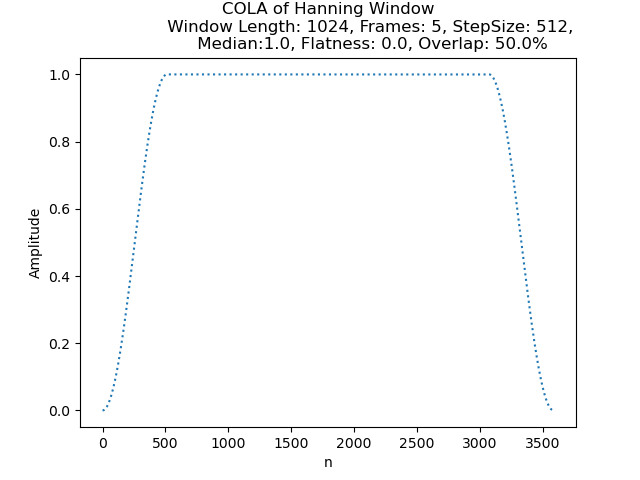 COLA of Hanning Window
Window Length: 1024, Frames: 5, StepSize: 512,
Median:1.0, Flatness: 0.0, Overlap: 50.0%
1.0
0.8
0.6
0.4
0.2
0.0
Amplitude
0 500 1000 1500 2000 2500 3000 3500
n